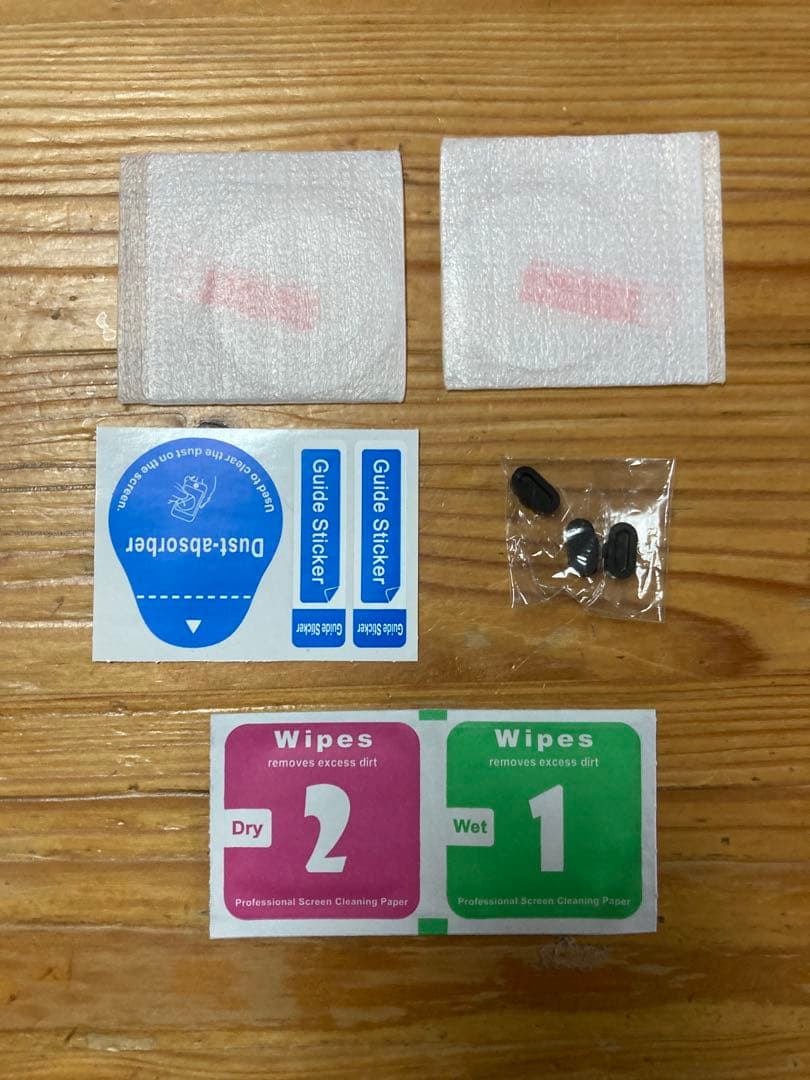 Used to clear the dust on the screen.
Dust-absorber
Guide Sticker
Guide Sticker
Guide Sticker
Guide Sticker
Wipes
removes excess dirt
Dry
2
Professional Screen Cleaning Paper
Wipes
removes excess dirt
Wet
1
Professional Screen Cleaning Paper